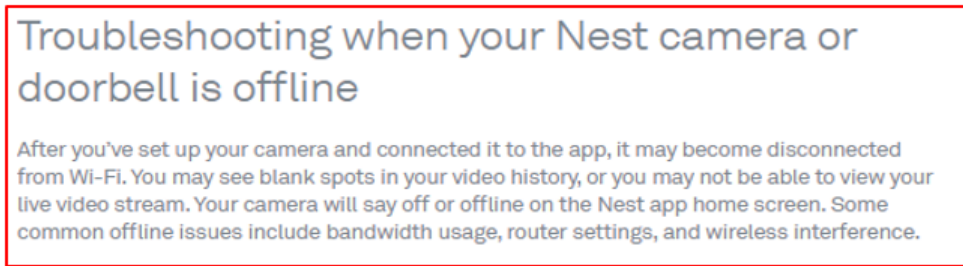 Troubleshooting when your Nest camera or
doorbell is offline
After you've set up your camera and connected it to the app, it may become disconnected
from Wi-Fi. You may see blank spots in your video history, or you may not be able to view your
live video stream. Your camera will say off or offline on the Nest app home screen. Some
common offline issues include bandwidth usage, router settings, and wireless interference.